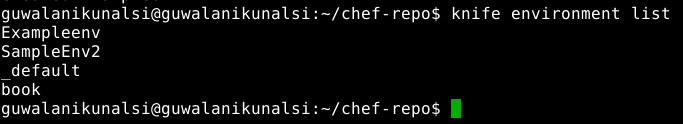 guwalanikunalsi@guwalanikunalsi:~/chef-repo$ knife environment list
Exampleenv
SampleEnv2
_default
book
guwalanikunalsi@guwalanikunalsi:~/chef-repo$